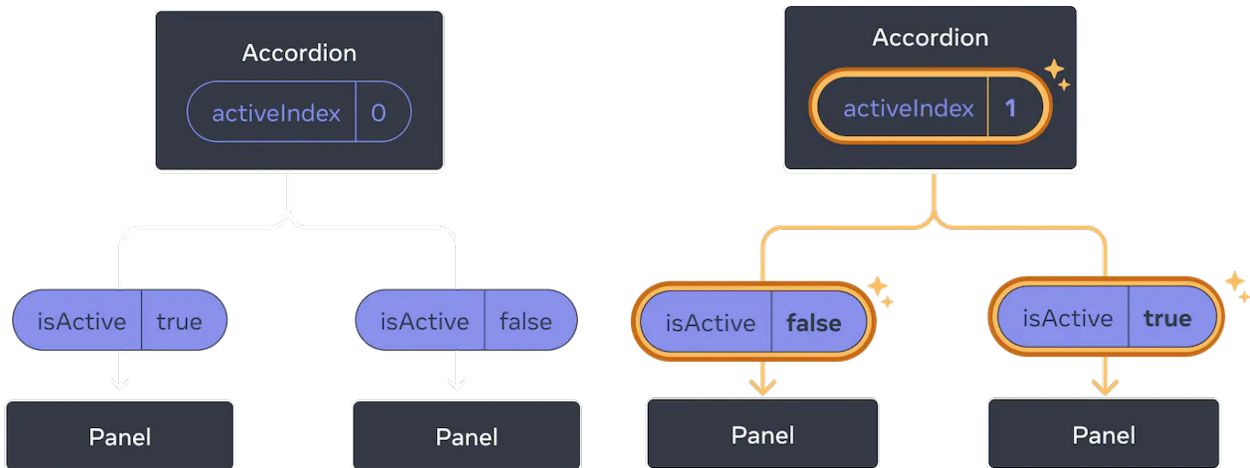 Accordion
activeIndex 0
isActive true
isActive false
Panel
Panel
Accordion
activeIndex 1
isActive false
isActive true
Panel
Panel